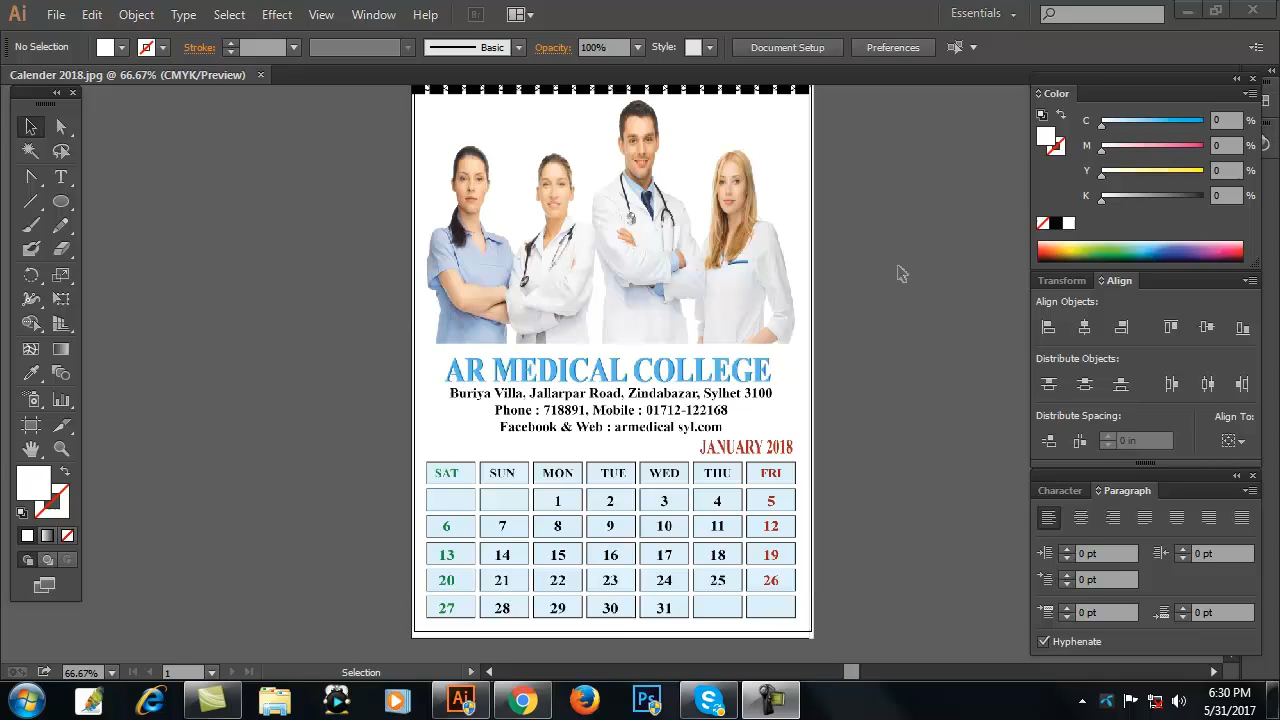 Ai File Edit Object Type Select Effect View Window Help Br Essentials
No Selection Stroke: Basic Opacity: 100% Style: Document Setup Preferences
Calender 2018.jpg @ 66.67% (CMYK/Preview)
Color
C 0 %
M 0 %
Y 0 %
K 0 %
Transform Align
Align Objects:
Distribute Objects:
Distribute Spacing: Align To:
0 in
Character Paragraph
0 pt 0 pt
0 pt
0 pt 0 pt
Hyphenate
AR MEDICAL COLLEGE
Buriya Villa, Jallarpar Road, Zindabazar, Sylhet 3100
Phone : 718891, Mobile : 01712-122168
Facebook & Web : armedical syl.com
JANUARY 2018
SAT SUN MON TUE WED THU FRI
1 2 3 4 5
6 7 8 9 10 11 12
13 14 15 16 17 18 19
20 21 22 23 24 25 26
27 28 29 30 31
66.67% 1 Selection
Ai Ps S
6:30 PM
5/31/2017